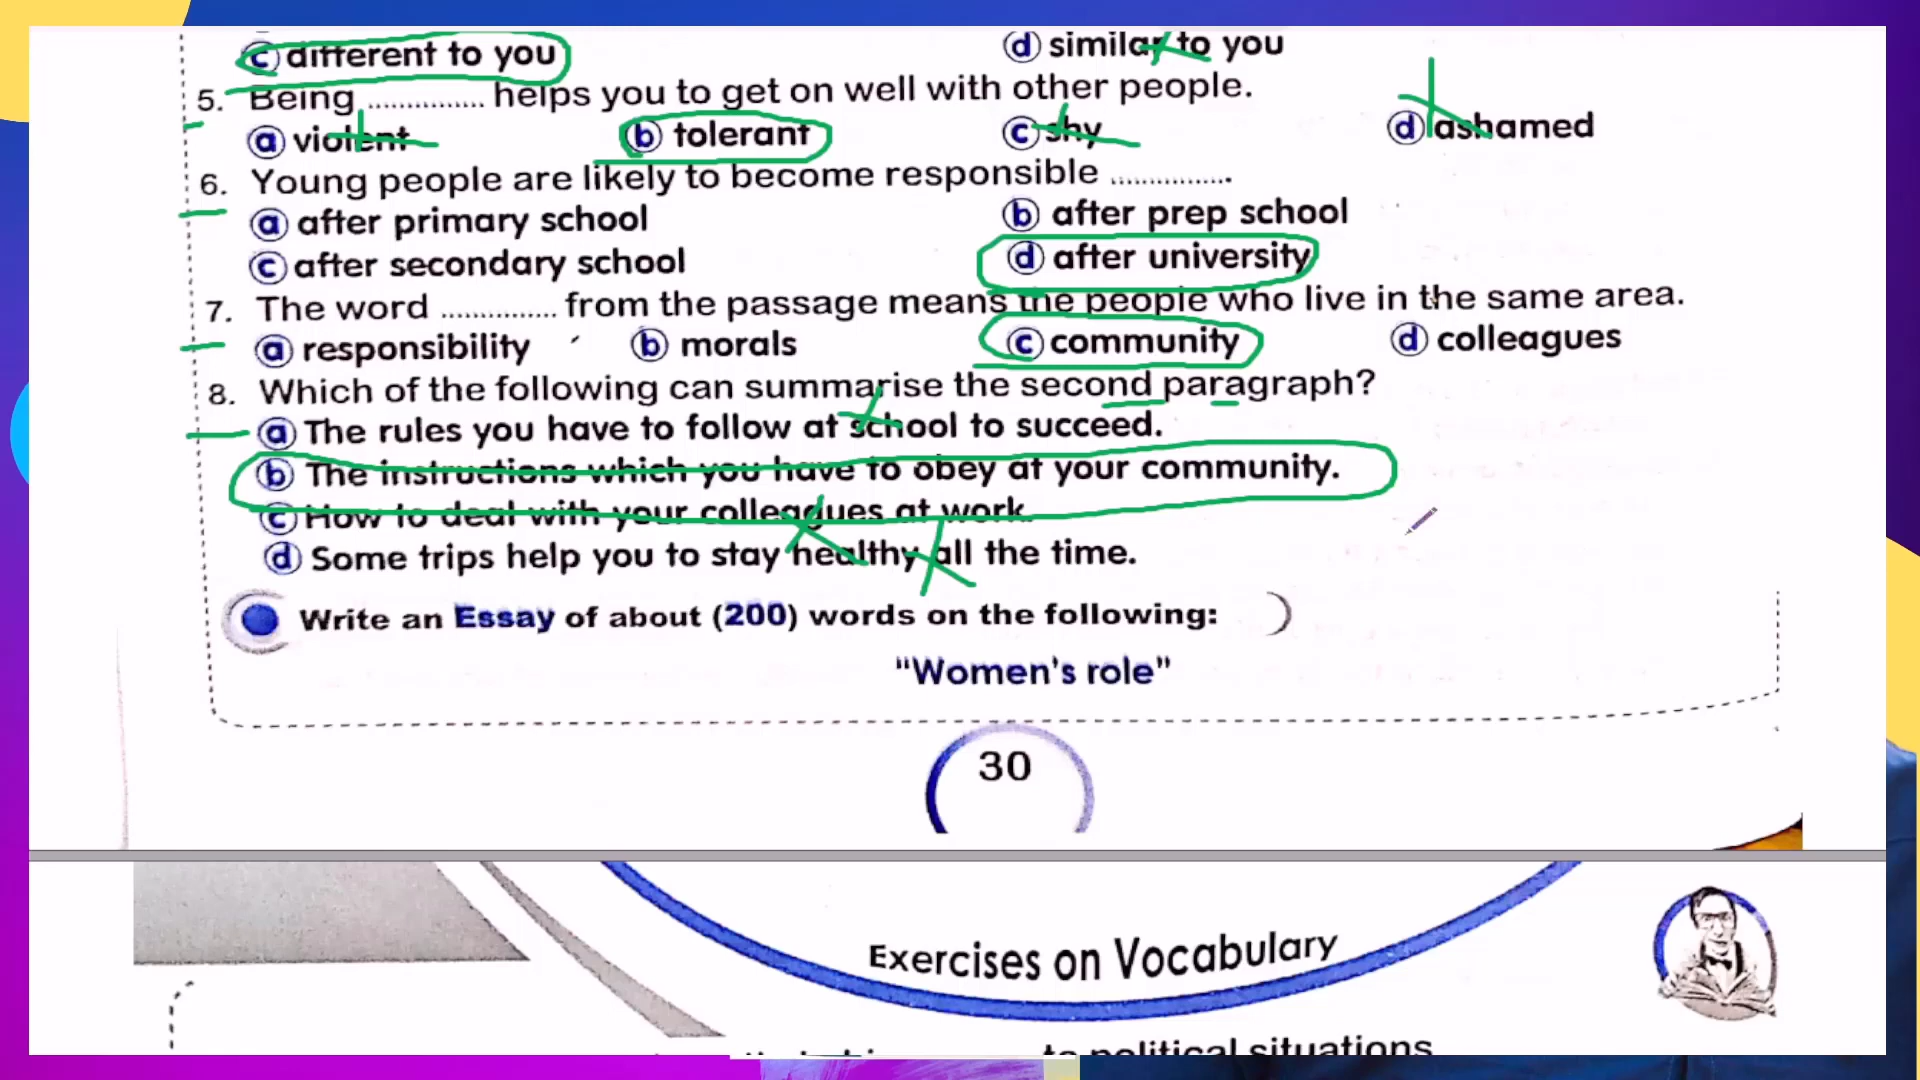 c different to you
d similar to you
5. Being ............... helps you to get on well with other people.
a violent b tolerant c shy d ashamed
6. Young people are likely to become responsible ...............
a after primary school b after prep school
c after secondary school d after university
7. The word ............... from the passage means the people who live in the same area.
a responsibility b morals c community d colleagues
8. Which of the following can summarise the second paragraph?
a The rules you have to follow at school to succeed.
b The instructions which you have to obey at your community.
c How to deal with your colleagues at work.
d Some trips help you to stay healthy all the time.
Write an Essay of about (200) words on the following:
"Women's role"
30
Exercises on Vocabulary
to political situations